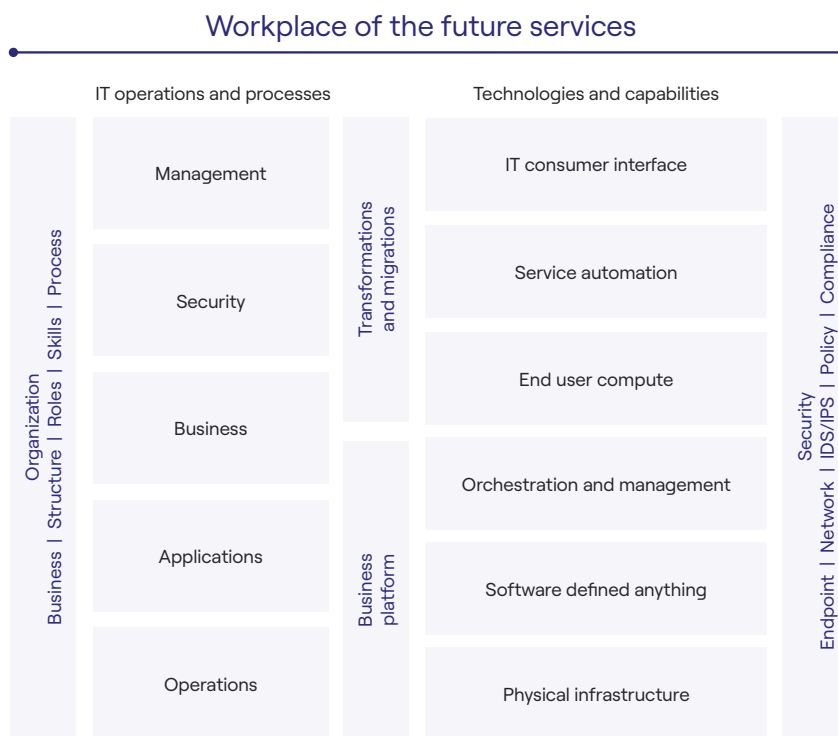 Workplace of the future services
IT operations and processes
Technologies and capabilities
Organization
Business | Structure | Roles | Skills | Process
Management
Security
Business
Applications
Operations
Transformations
and migrations
Business
platform
IT consumer interface
Service automation
End user compute
Orchestration and management
Software defined anything
Physical infrastructure
Security
Endpoint | Network | IDS/IPS | Policy | Compliance